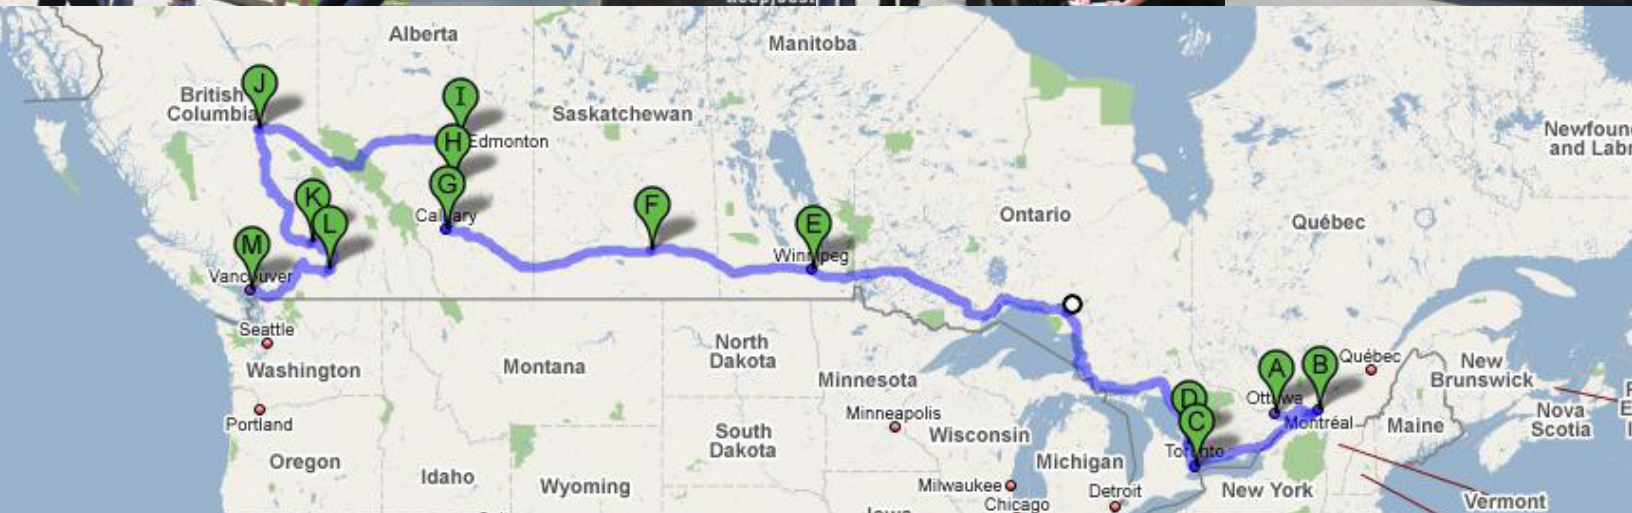 Alberta
Manitoba
J
I
British
Columbia
Saskatchewan
H
Edmonton
Newfoun
and Labr
G
Calgary
K
F
L
E
Ontario
Québec
M
Winnipeg
Vancouver
Seattle
Washington
Montana
North
Dakota
Minnesota
A
B
Québec
New
Brunswick
Ottawa
D
C
Portland
Minneapolis
Wisconsin
Montréal
Maine
Nova
Scotia
Toronto
Oregon
Idaho
Wyoming
South
Dakota
Michigan
Milwaukee
Chicago
Detroit
New York
Vermont
Iowa